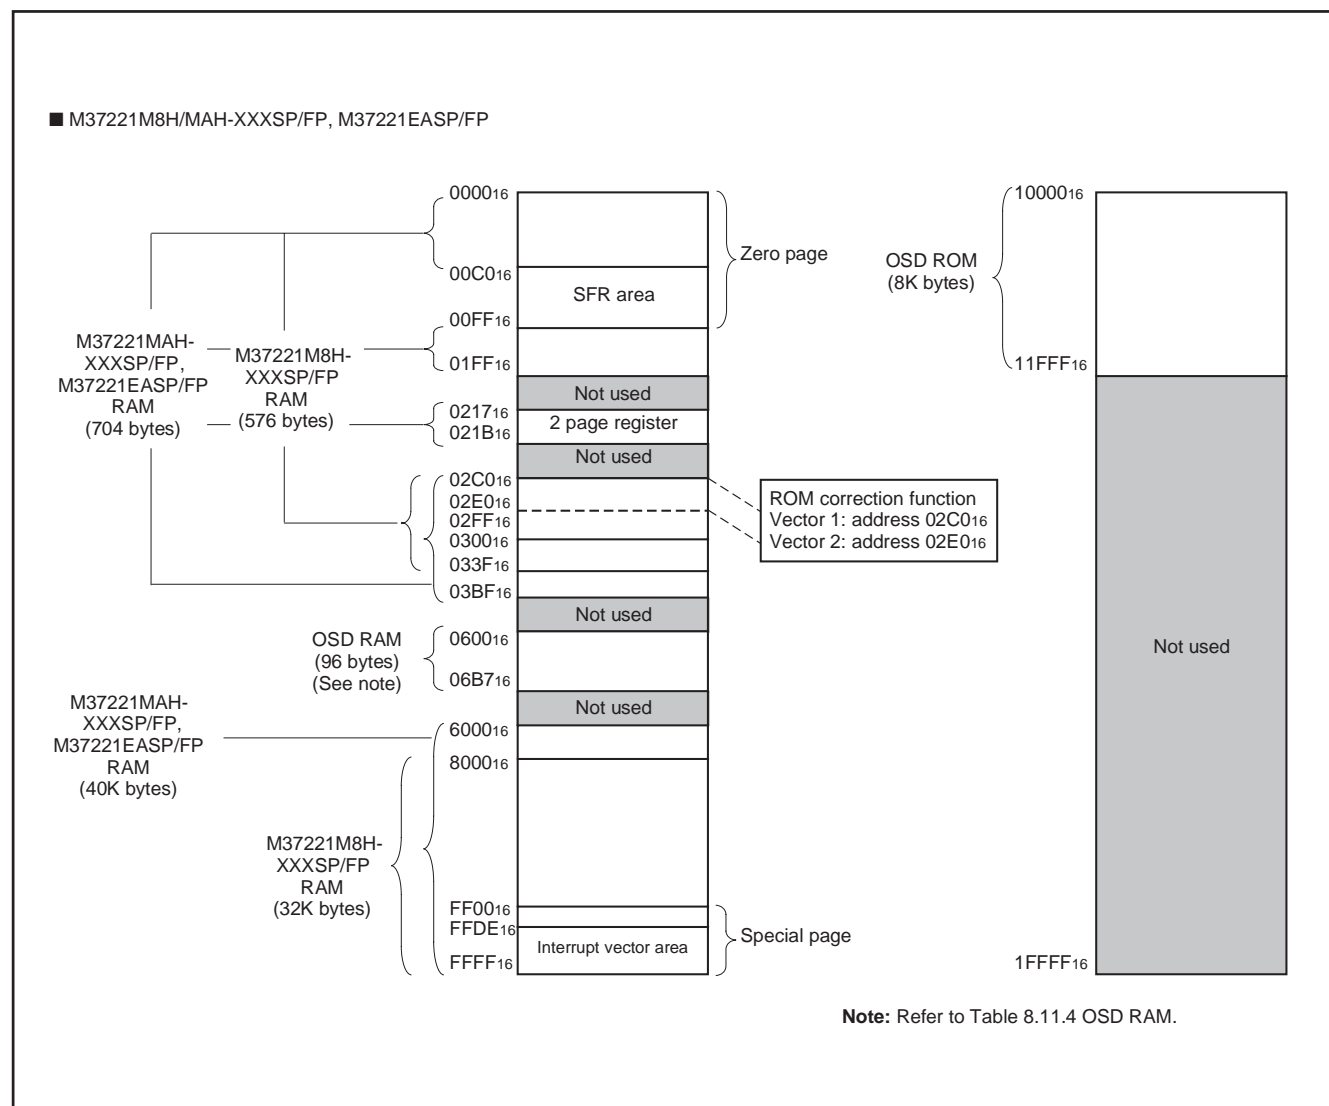 ■ M37221M8H/MAH-XXXSP/FP, M37221EASP/FP
000016
00C016
00FF16
01FF16
021716
021B16
02C016
02E016
02FF16
030016
033F16
03BF16
060016
06B716
600016
800016
FF0016
FFDE16
FFFF16
SFR area
Not used
2 page register
Not used
Not used
Not used
Interrupt vector area
Zero page
Special page
M37221MAH-
XXXSP/FP,
M37221EASP/FP
RAM
(704 bytes)
M37221M8H-
XXXSP/FP
RAM
(576 bytes)
OSD RAM
(96 bytes)
(See note)
M37221MAH-
XXXSP/FP,
M37221EASP/FP
RAM
(40K bytes)
M37221M8H-
XXXSP/FP
RAM
(32K bytes)
ROM correction function
Vector 1: address 02C016
Vector 2: address 02E016
1000016
OSD ROM
(8K bytes)
11FFF16
Not used
1FFFF16
Note: Refer to Table 8.11.4 OSD RAM.